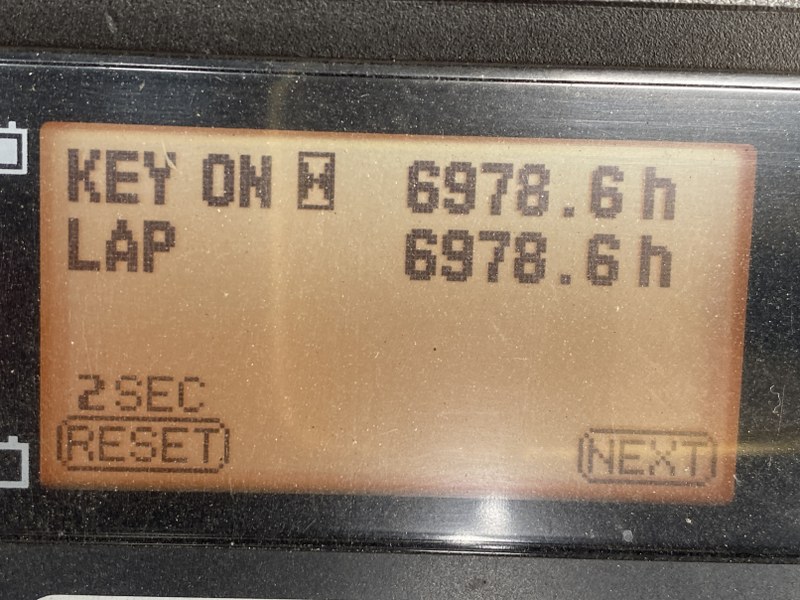 KEY ON ⧖ 6978.6 h
LAP 6978.6 h
2 SEC
RESET NEXT